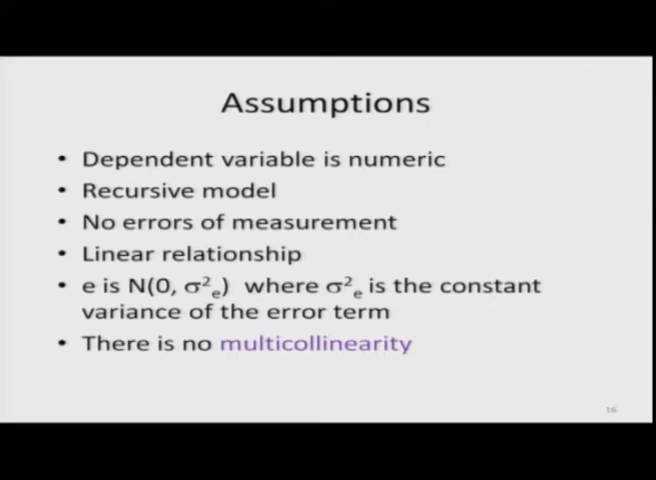 Assumptions
• Dependent variable is numeric
• Recursive model
• No errors of measurement
• Linear relationship
• e is N(0, σ²ₑ) where σ²ₑ is the constant
variance of the error term
• There is no multicollinearity
16